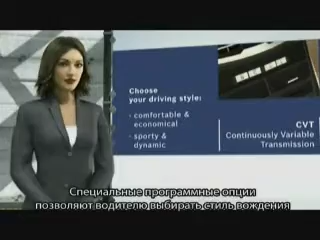 Choose
your driving style:
- comfortable &
economical
- sporty &
dynamic
CVT
Continuously Variable
Transmission
Специальные программные опции
позволяют водителю выбирать стиль вождения